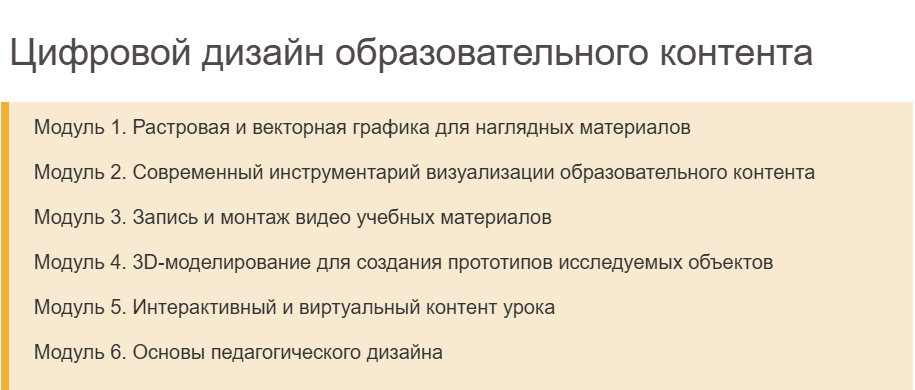 Цифровой дизайн образовательного контента
Модуль 1. Растровая и векторная графика для наглядных материалов
Модуль 2. Современный инструментарий визуализации образовательного контента
Модуль 3. Запись и монтаж видео учебных материалов
Модуль 4. 3D-моделирование для создания прототипов исследуемых объектов
Модуль 5. Интерактивный и виртуальный контент урока
Модуль 6. Основы педагогического дизайна